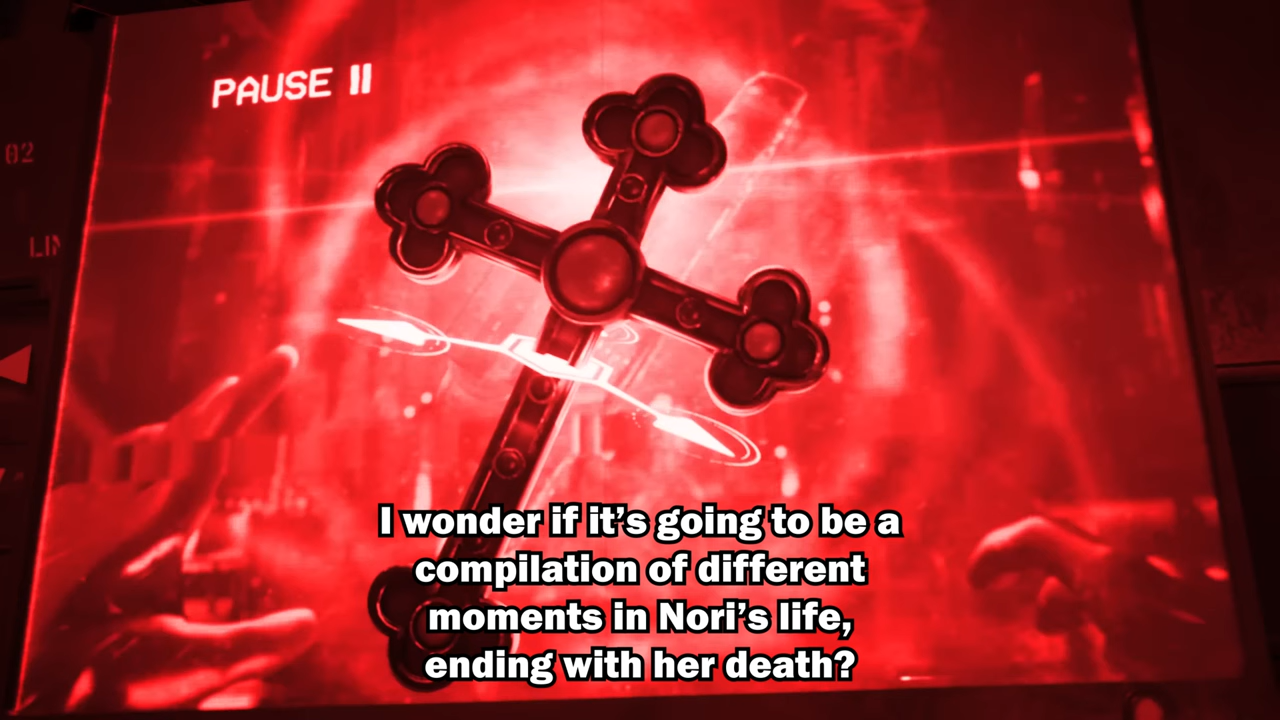 PAUSE II
02
I wonder if it's going to be a
compilation of different
moments in Nori's life,
ending with her death?